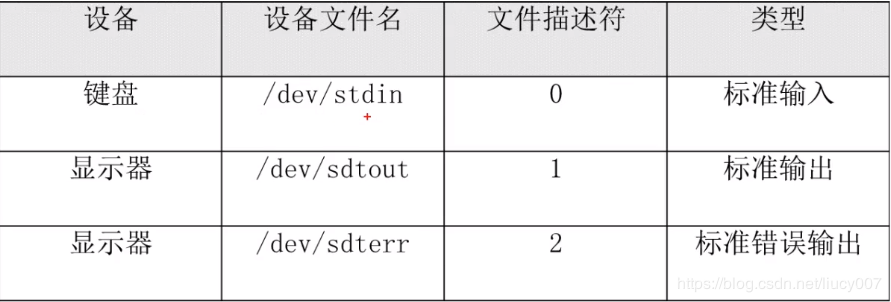 设备 设备文件名 文件描述符 类型
键盘 /dev/stdin 0 标准输入
显示器 /dev/sdtout 1 标准输出
显示器 /dev/sdterr 2 标准错误输出
https://blog.csdn.net/liucy007